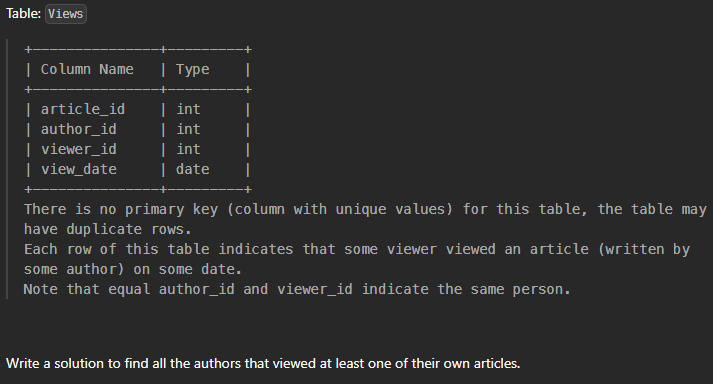 Table: Views
+---------------+---------+
| Column Name   | Type    |
+---------------+---------+
| article_id    | int     |
| author_id     | int     |
| viewer_id     | int     |
| view_date     | date    |
+---------------+---------+
There is no primary key (column with unique values) for this table, the table may
have duplicate rows.
Each row of this table indicates that some viewer viewed an article (written by
some author) on some date.
Note that equal author_id and viewer_id indicate the same person.
Write a solution to find all the authors that viewed at least one of their own articles.